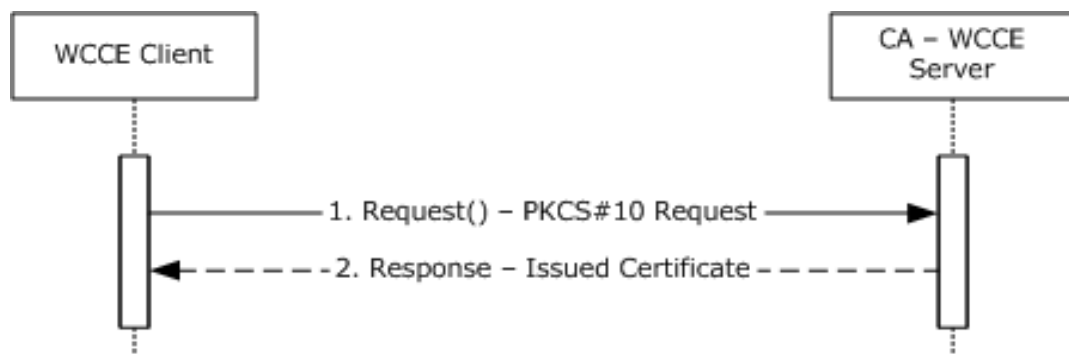 WCCE Client
CA – WCCE
Server
1. Request() – PKCS#10 Request
2. Response – Issued Certificate